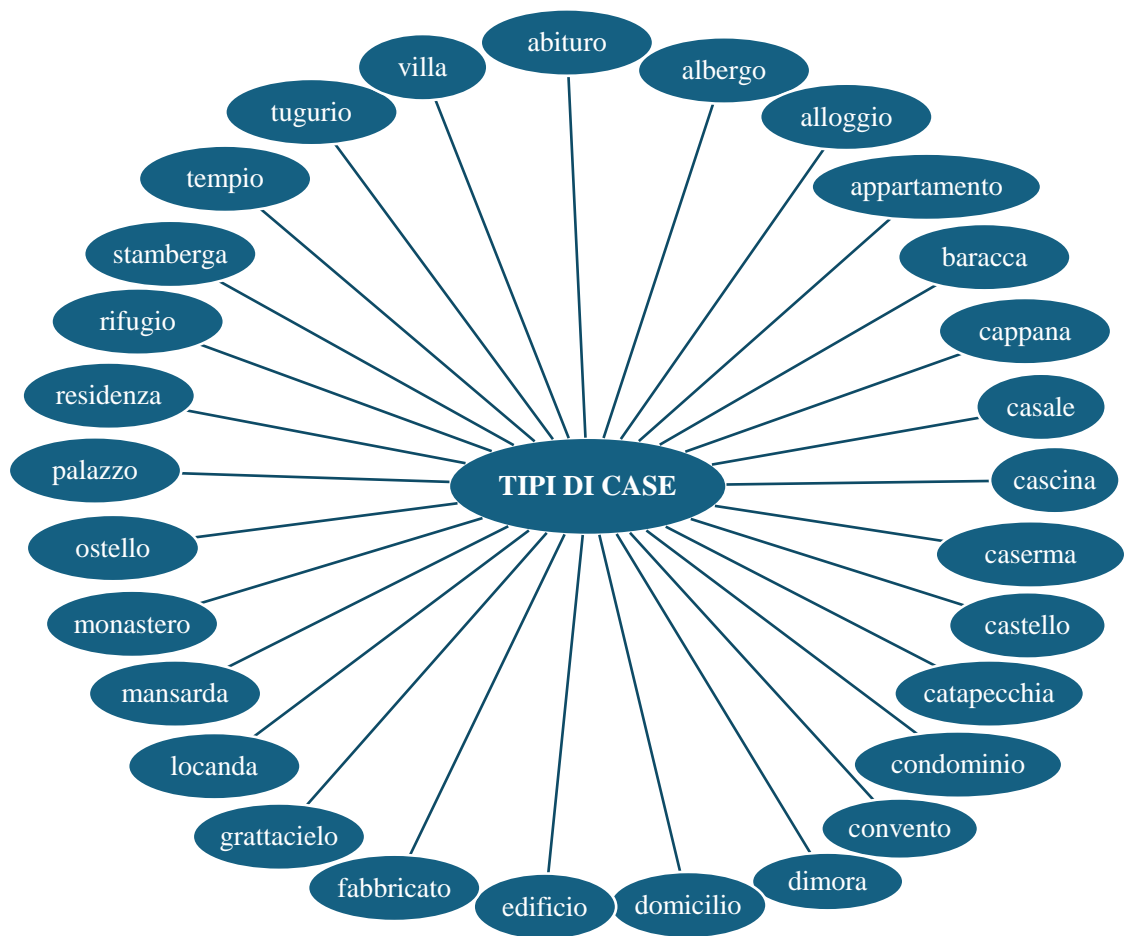 TIPI DI CASE
abituro
albergo
alloggio
appartamento
baracca
cappana
casale
cascina
caserma
castello
catapecchia
condominio
convento
dimora
domicilio
edificio
fabbricato
grattacielo
locanda
mansarda
monastero
ostello
palazzo
residenza
rifugio
stamberga
tempio
tugurio
villa